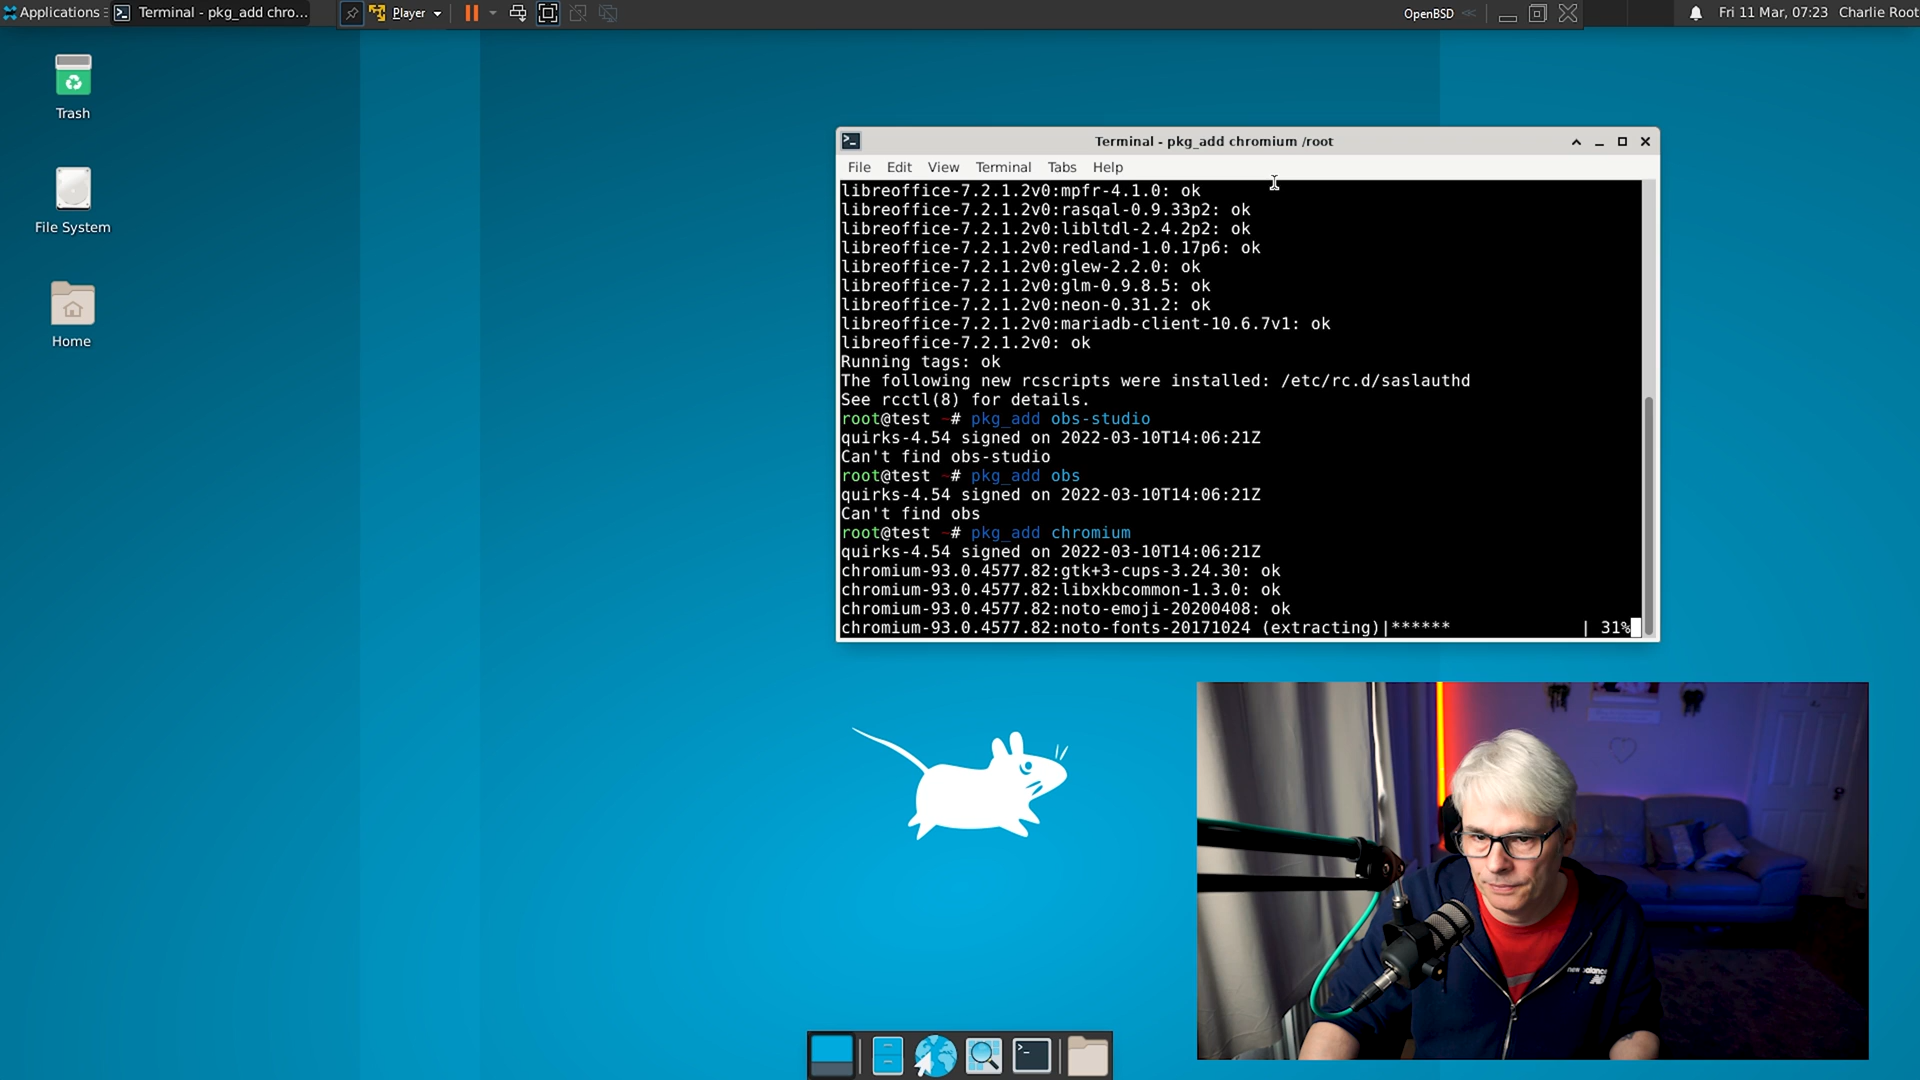 Applications
Terminal - pkg_add chro...
Player
OpenBSD
Fri 11 Mar, 07:23
Charlie Root
Trash
File System
Home
Terminal - pkg_add chromium /root
File Edit View Terminal Tabs Help
libreoffice-7.2.1.2v0:mpfr-4.1.0: ok
libreoffice-7.2.1.2v0:rasqal-0.9.33p2: ok
libreoffice-7.2.1.2v0:libltdl-2.4.2p2: ok
libreoffice-7.2.1.2v0:redland-1.0.17p6: ok
libreoffice-7.2.1.2v0:glew-2.2.0: ok
libreoffice-7.2.1.2v0:glm-0.9.8.5: ok
libreoffice-7.2.1.2v0:neon-0.31.2: ok
libreoffice-7.2.1.2v0:mariadb-client-10.6.7v1: ok
libreoffice-7.2.1.2v0: ok
Running tags: ok
The following new rcscripts were installed: /etc/rc.d/saslauthd
See rcctl(8) for details.
root@test ~# pkg_add obs-studio
quirks-4.54 signed on 2022-03-10T14:06:21Z
Can't find obs-studio
root@test ~# pkg_add obs
quirks-4.54 signed on 2022-03-10T14:06:21Z
Can't find obs
root@test ~# pkg_add chromium
quirks-4.54 signed on 2022-03-10T14:06:21Z
chromium-93.0.4577.82:gtk+3-cups-3.24.30: ok
chromium-93.0.4577.82:libxkbcommon-1.3.0: ok
chromium-93.0.4577.82:noto-emoji-20200408: ok
chromium-93.0.4577.82:noto-fonts-20171024 (extracting)|****** | 31%
new balance